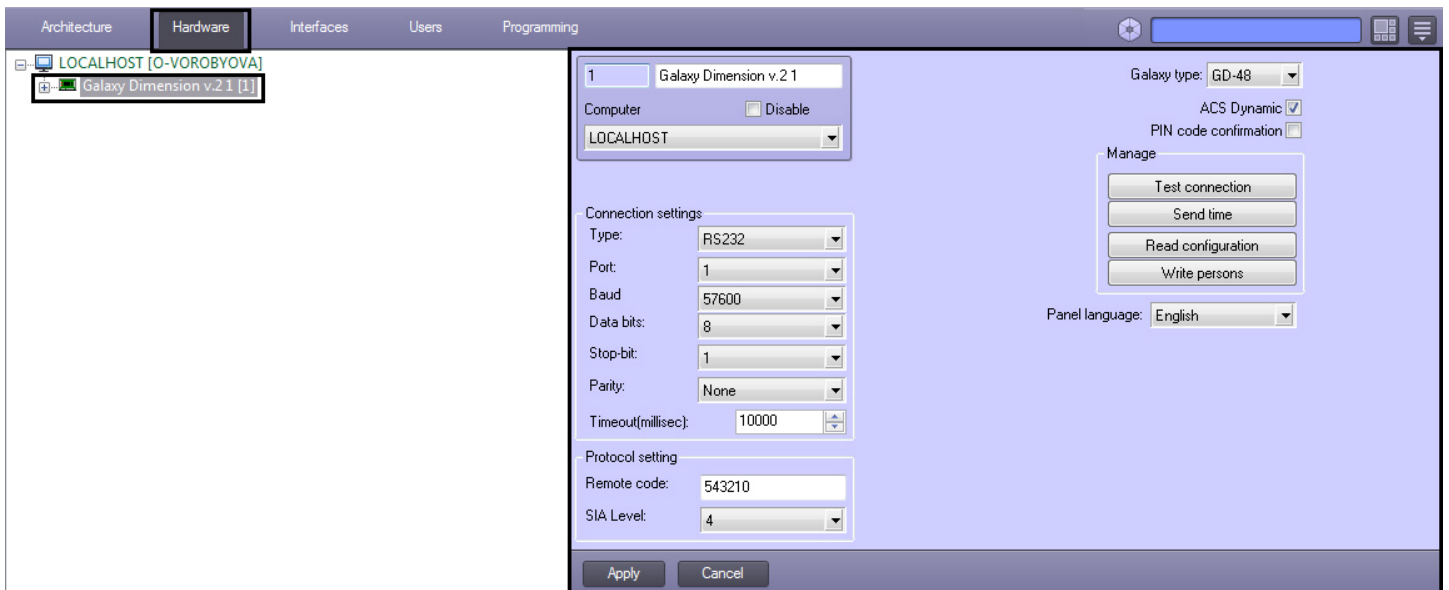 Architecture Hardware Interfaces Users Programming
LOCALHOST [O-VOROBYOVA]
Galaxy Dimension v.2 1 [1]
1 Galaxy Dimension v.2 1
Computer Disable
LOCALHOST
Connection settings
Type: RS232
Port: 1
Baud 57600
Data bits: 8
Stop-bit: 1
Parity: None
Timeout(millisec): 10000
Protocol setting
Remote code: 543210
SIA Level: 4
Galaxy type: GD-48
ACS Dynamic
PIN code confirmation
Manage
Test connection
Send time
Read configuration
Write persons
Panel language: English
Apply Cancel